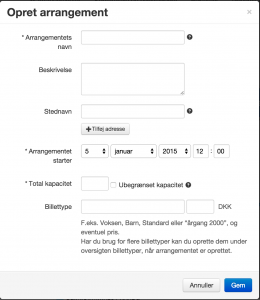 Opret arrangement
×
* Arrangementets navn
?
Beskrivelse
Stednavn
?
+ Tilføj adresse
* Arrangementet starter
5 januar 2015 12 : 00
* Total kapacitet
Ubegrænset kapacitet ?
Billettype
DKK
F.eks. Voksen, Barn, Standard eller "årgang 2000", og
eventuel pris.
Har du brug for flere billettyper kan du oprette dem under
oversigten billettyper, når arrangementet er oprettet.
Annuller
Gem